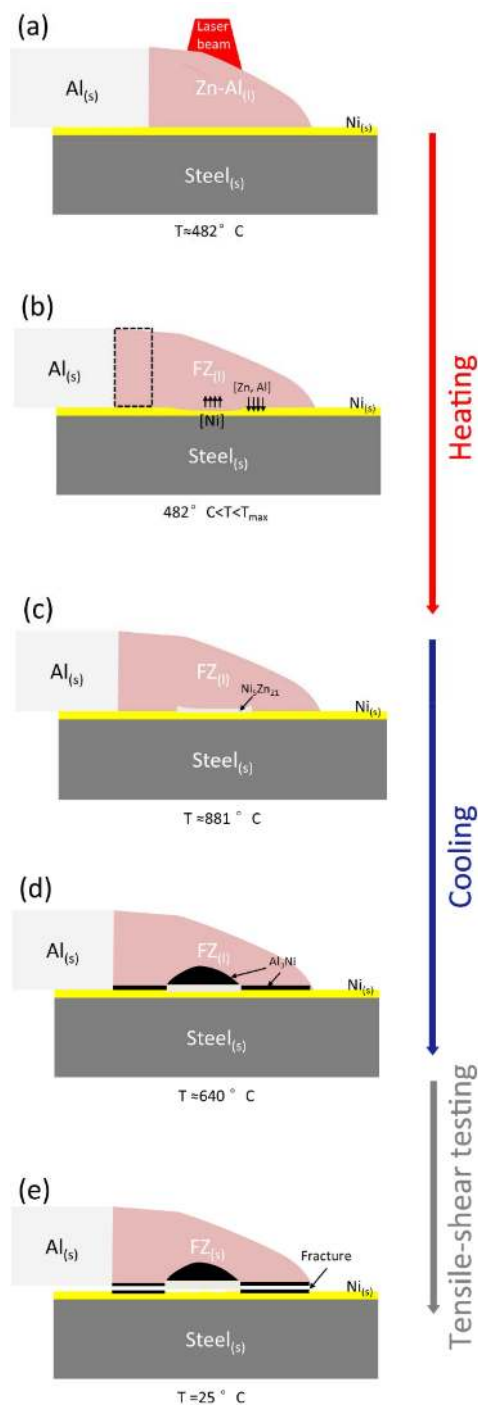 (a)
Laser
beam
Al(s)
Zn-Al(l)
Ni(s)
Steel(s)
T≈482° C
(b)
Al(s)
FZ(l)
[Zn, Al]
[Ni]
Ni(s)
Steel(s)
482° C<T<Tmax
Heating
(c)
Al(s)
FZ(l)
Ni5Zn21
Ni(s)
Steel(s)
T ≈881 ° C
(d)
Al(s)
FZ(l)
Al3Ni
Ni(s)
Steel(s)
T ≈640 ° C
Cooling
(e)
Al(s)
FZ(s)
Fracture
Ni(s)
Steel(s)
T =25 ° C
Tensile-shear testing